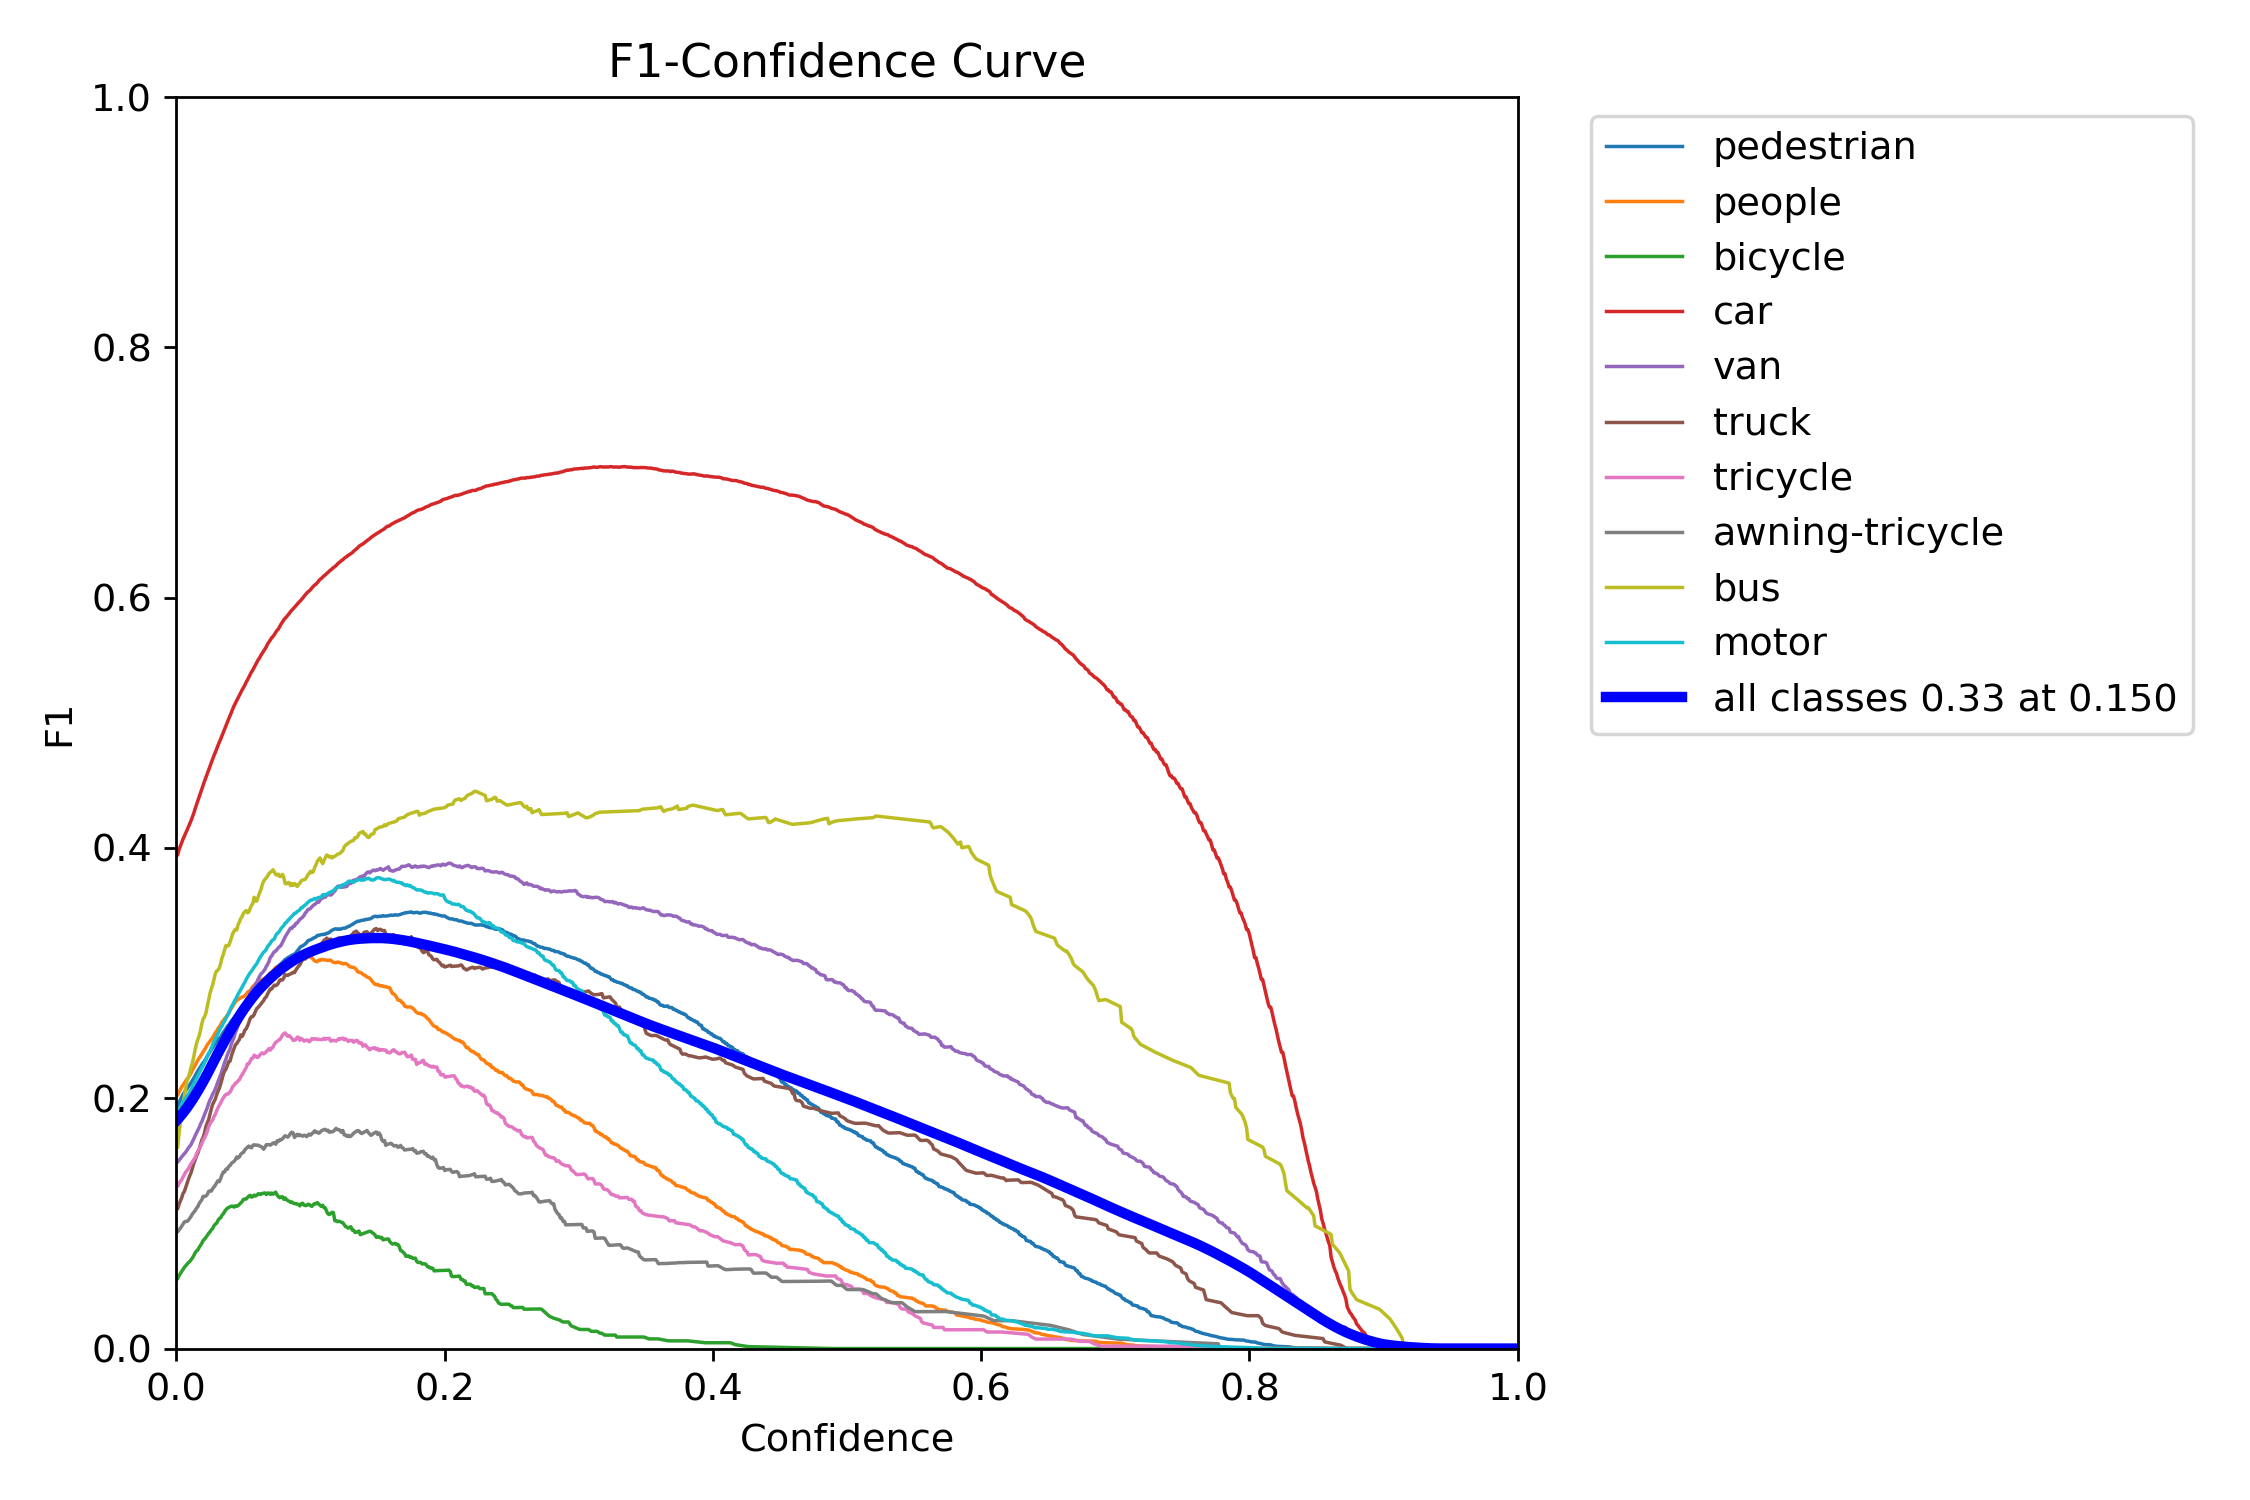 F1-Confidence Curve
1.0
0.8
0.6
0.4
0.2
0.0
F1
0.0 0.2 0.4 0.6 0.8 1.0
Confidence
pedestrian
people
bicycle
car
van
truck
tricycle
awning-tricycle
bus
motor
all classes 0.33 at 0.150